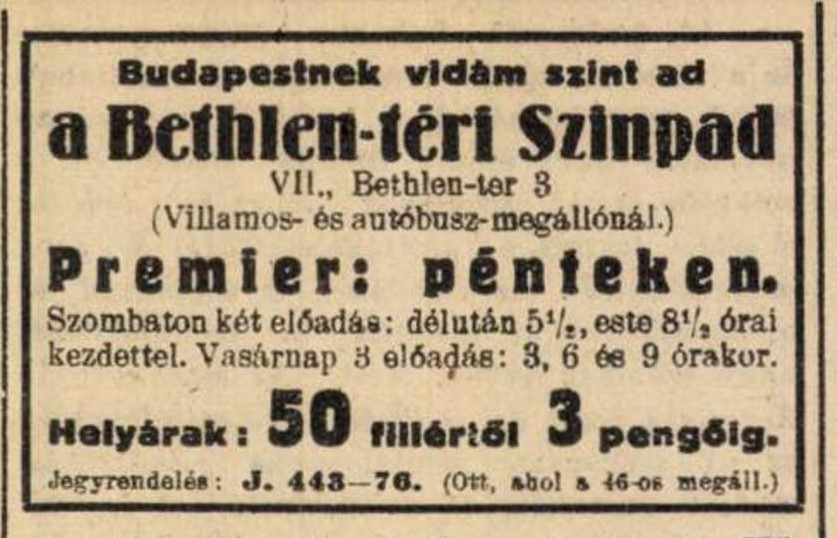 Budapestnek vidám szint ad
a Bethlen-téri Szinpad
VII., Bethlen-ter 3
(Villamos- és autóbusz-megállónál.)
Premier: pénteken.
Szombaton két előadás: délután 5¹/₂, este 8¹/₂ órai
kezdettel. Vasárnap 3 előadás: 3, 6 és 9 órakor.
Helyárak: 50 fillértől 3 pengőig.
Jegyrendelés: J. 443—76. (Ott, ahol a 46-os megáll.)